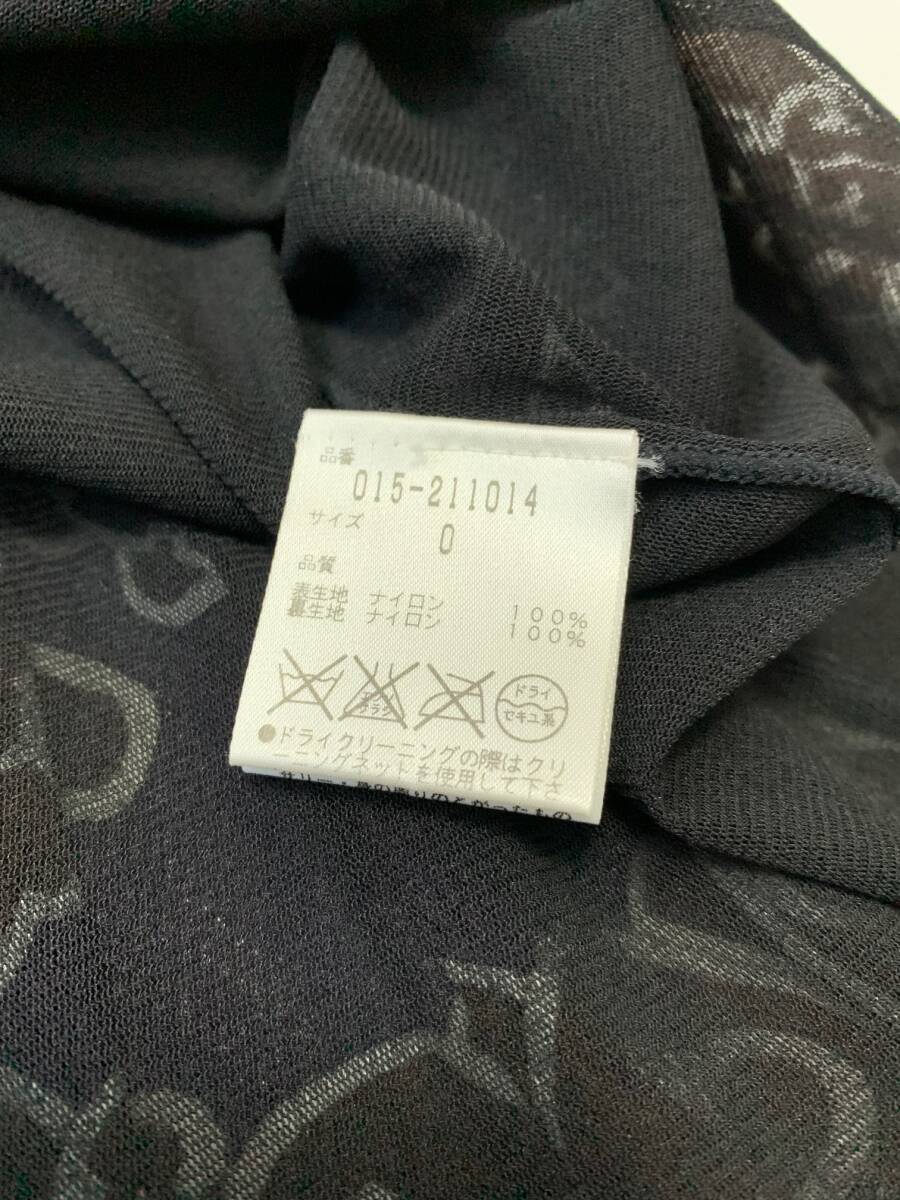 品番
015-211014
サイズ
0
品質
表生地 ナイロン 100%
裏生地 ナイロン 100%
ドライ
セキユ系
●ドライクリーニングの際はクリ
ーニングネットを使用して下さ